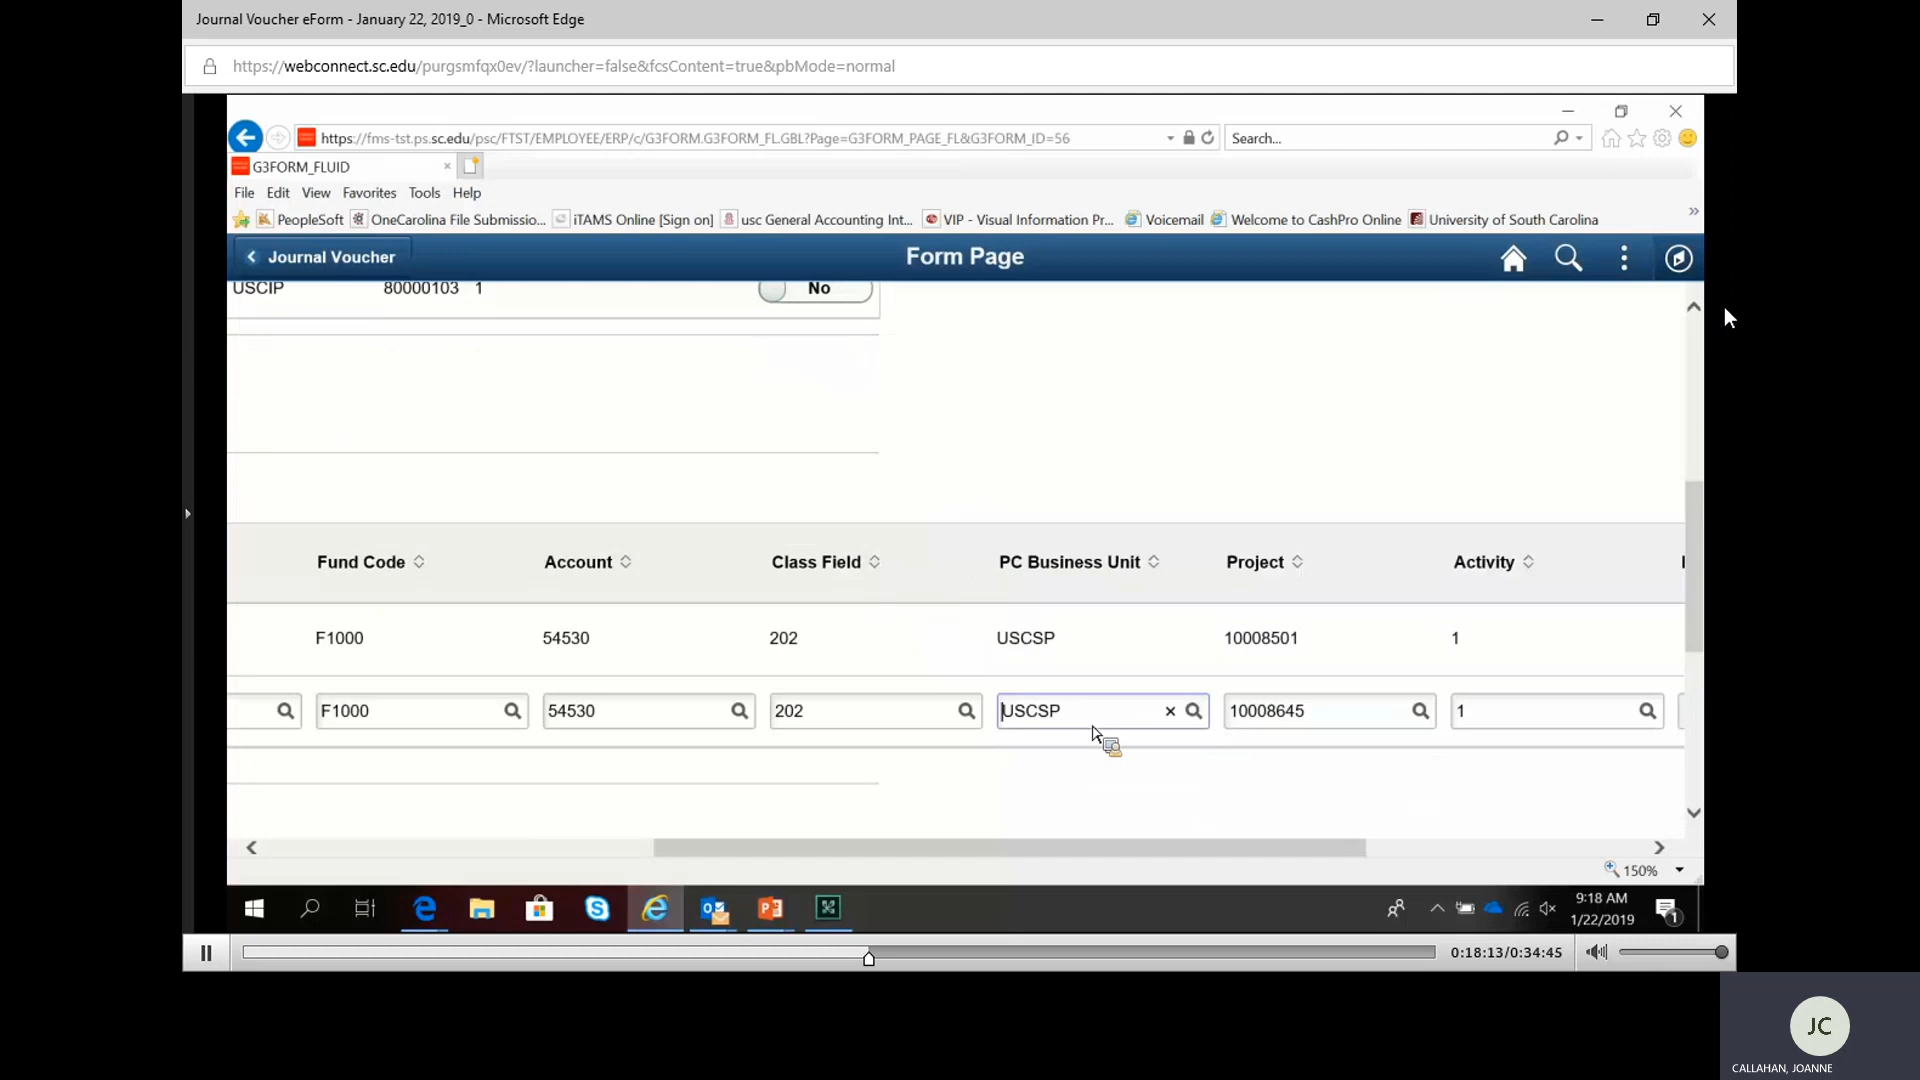 Journal Voucher eForm - January 22, 2019_0 - Microsoft Edge
https://webconnect.sc.edu/purgsmfqx0ev/?launcher=false&fcsContent=true&pbMode=normal
https://fms-tst.ps.sc.edu/psc/FTST/EMPLOYEE/ERP/c/G3FORM.G3FORM_FL.GBL?Page=G3FORM_PAGE_FL&G3FORM_ID=56 Search...
G3FORM_FLUID
File Edit View Favorites Tools Help
PeopleSoft OneCarolina File Submissio... iTAMS Online [Sign on] usc General Accounting Int... VIP - Visual Information Pr... Voicemail Welcome to CashPro Online University of South Carolina
Journal Voucher Form Page
USCIP 80000103 1 No
Fund Code Account Class Field PC Business Unit Project Activity
F1000 54530 202 USCSP 10008501 1
F1000 54530 202 USCSP 10008645 1
150%
9:18 AM
1/22/2019
1
0:18:13/0:34:45
JC
CALLAHAN, JOANNE